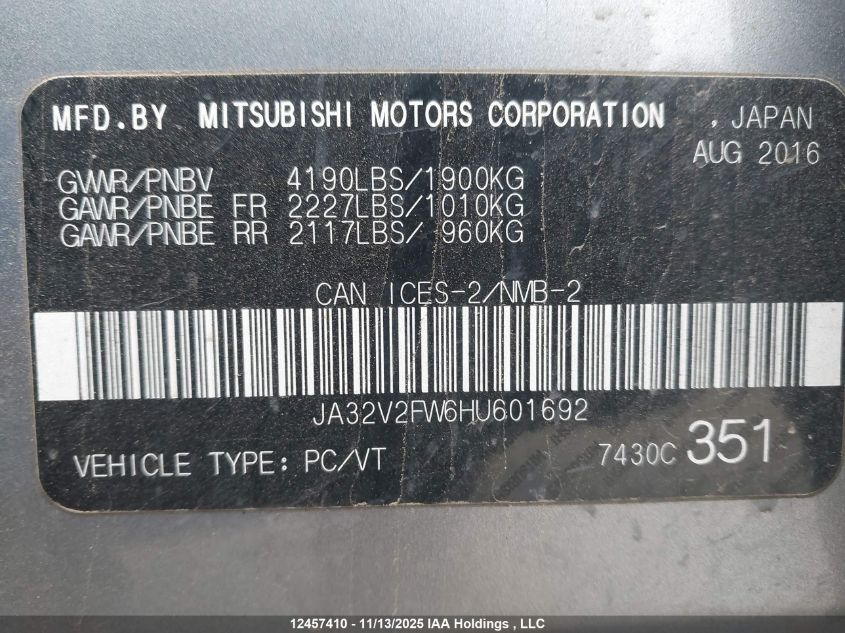 MFD.BY MITSUBISHI MOTORS CORPORATION , JAPAN
AUG 2016
GVWR/PNBV 4190LBS/1900KG
GAWR/PNBE FR 2227LBS/1010KG
GAWR/PNBE RR 2117LBS/ 960KG
CAN ICES-2/NMB-2
JA32V2FW6HU601692
VEHICLE TYPE: PC/VT 7430C 351
12457410 - 11/13/2025 IAA Holdings , LLC